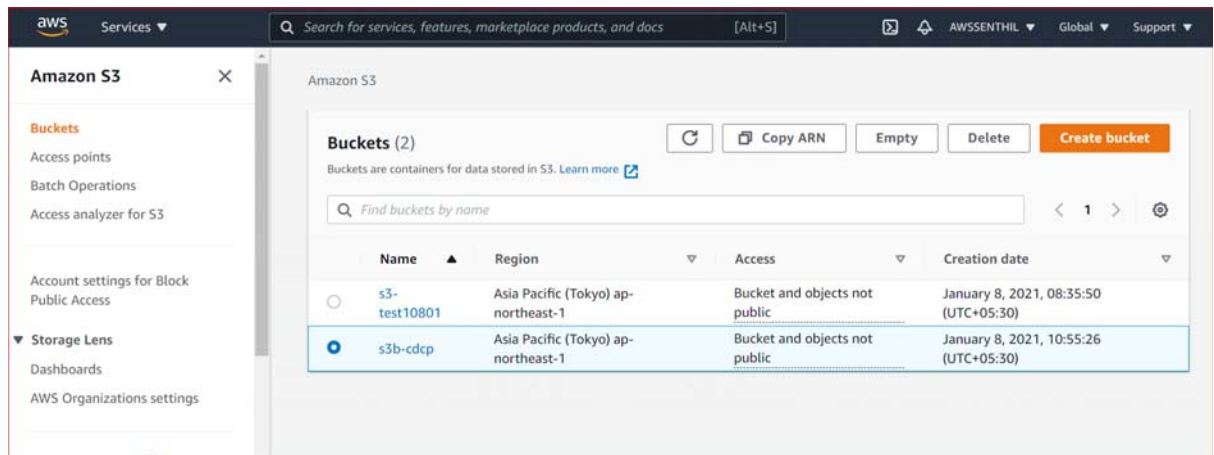 aws Services ▼ Search for services, features, marketplace products, and docs [Alt+S] AWSSENTHIL ▼ Global ▼ Support ▼
Amazon S3
Buckets
Access points
Batch Operations
Access analyzer for S3
Account settings for Block
Public Access
▼ Storage Lens
Dashboards
AWS Organizations settings
Amazon S3
Buckets (2)
Copy ARN Empty Delete Create bucket
Buckets are containers for data stored in S3. Learn more
Find buckets by name
< 1 >
Name ▲ Region Access Creation date
s3- Asia Pacific (Tokyo) ap- Bucket and objects not January 8, 2021, 08:35:50
test10801 northeast-1 public (UTC+05:30)
s3b-cdcp Asia Pacific (Tokyo) ap- Bucket and objects not January 8, 2021, 10:55:26
northeast-1 public (UTC+05:30)